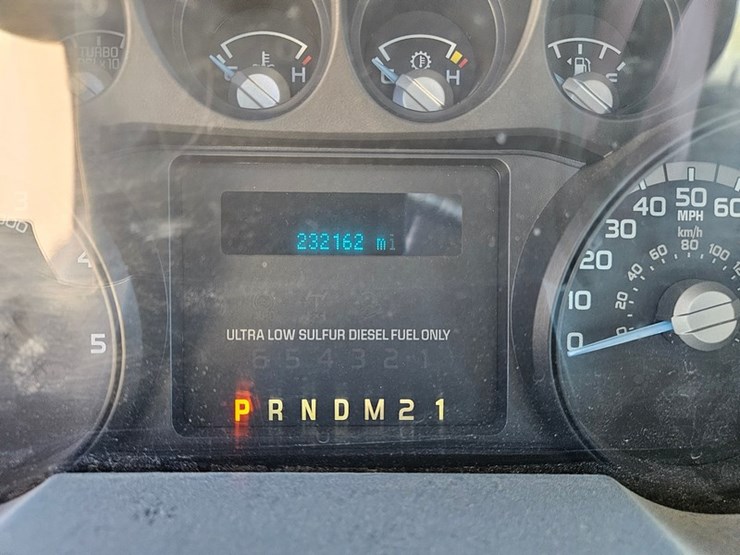 TURBO
H
H
232162 mi
ULTRA LOW SULFUR DIESEL FUEL ONLY
6 5 4 3 2 1
P R N D M 2 1
4
5
0 10 20 30 40 50 60
MPH
km/h
0 20 40 60 80 100